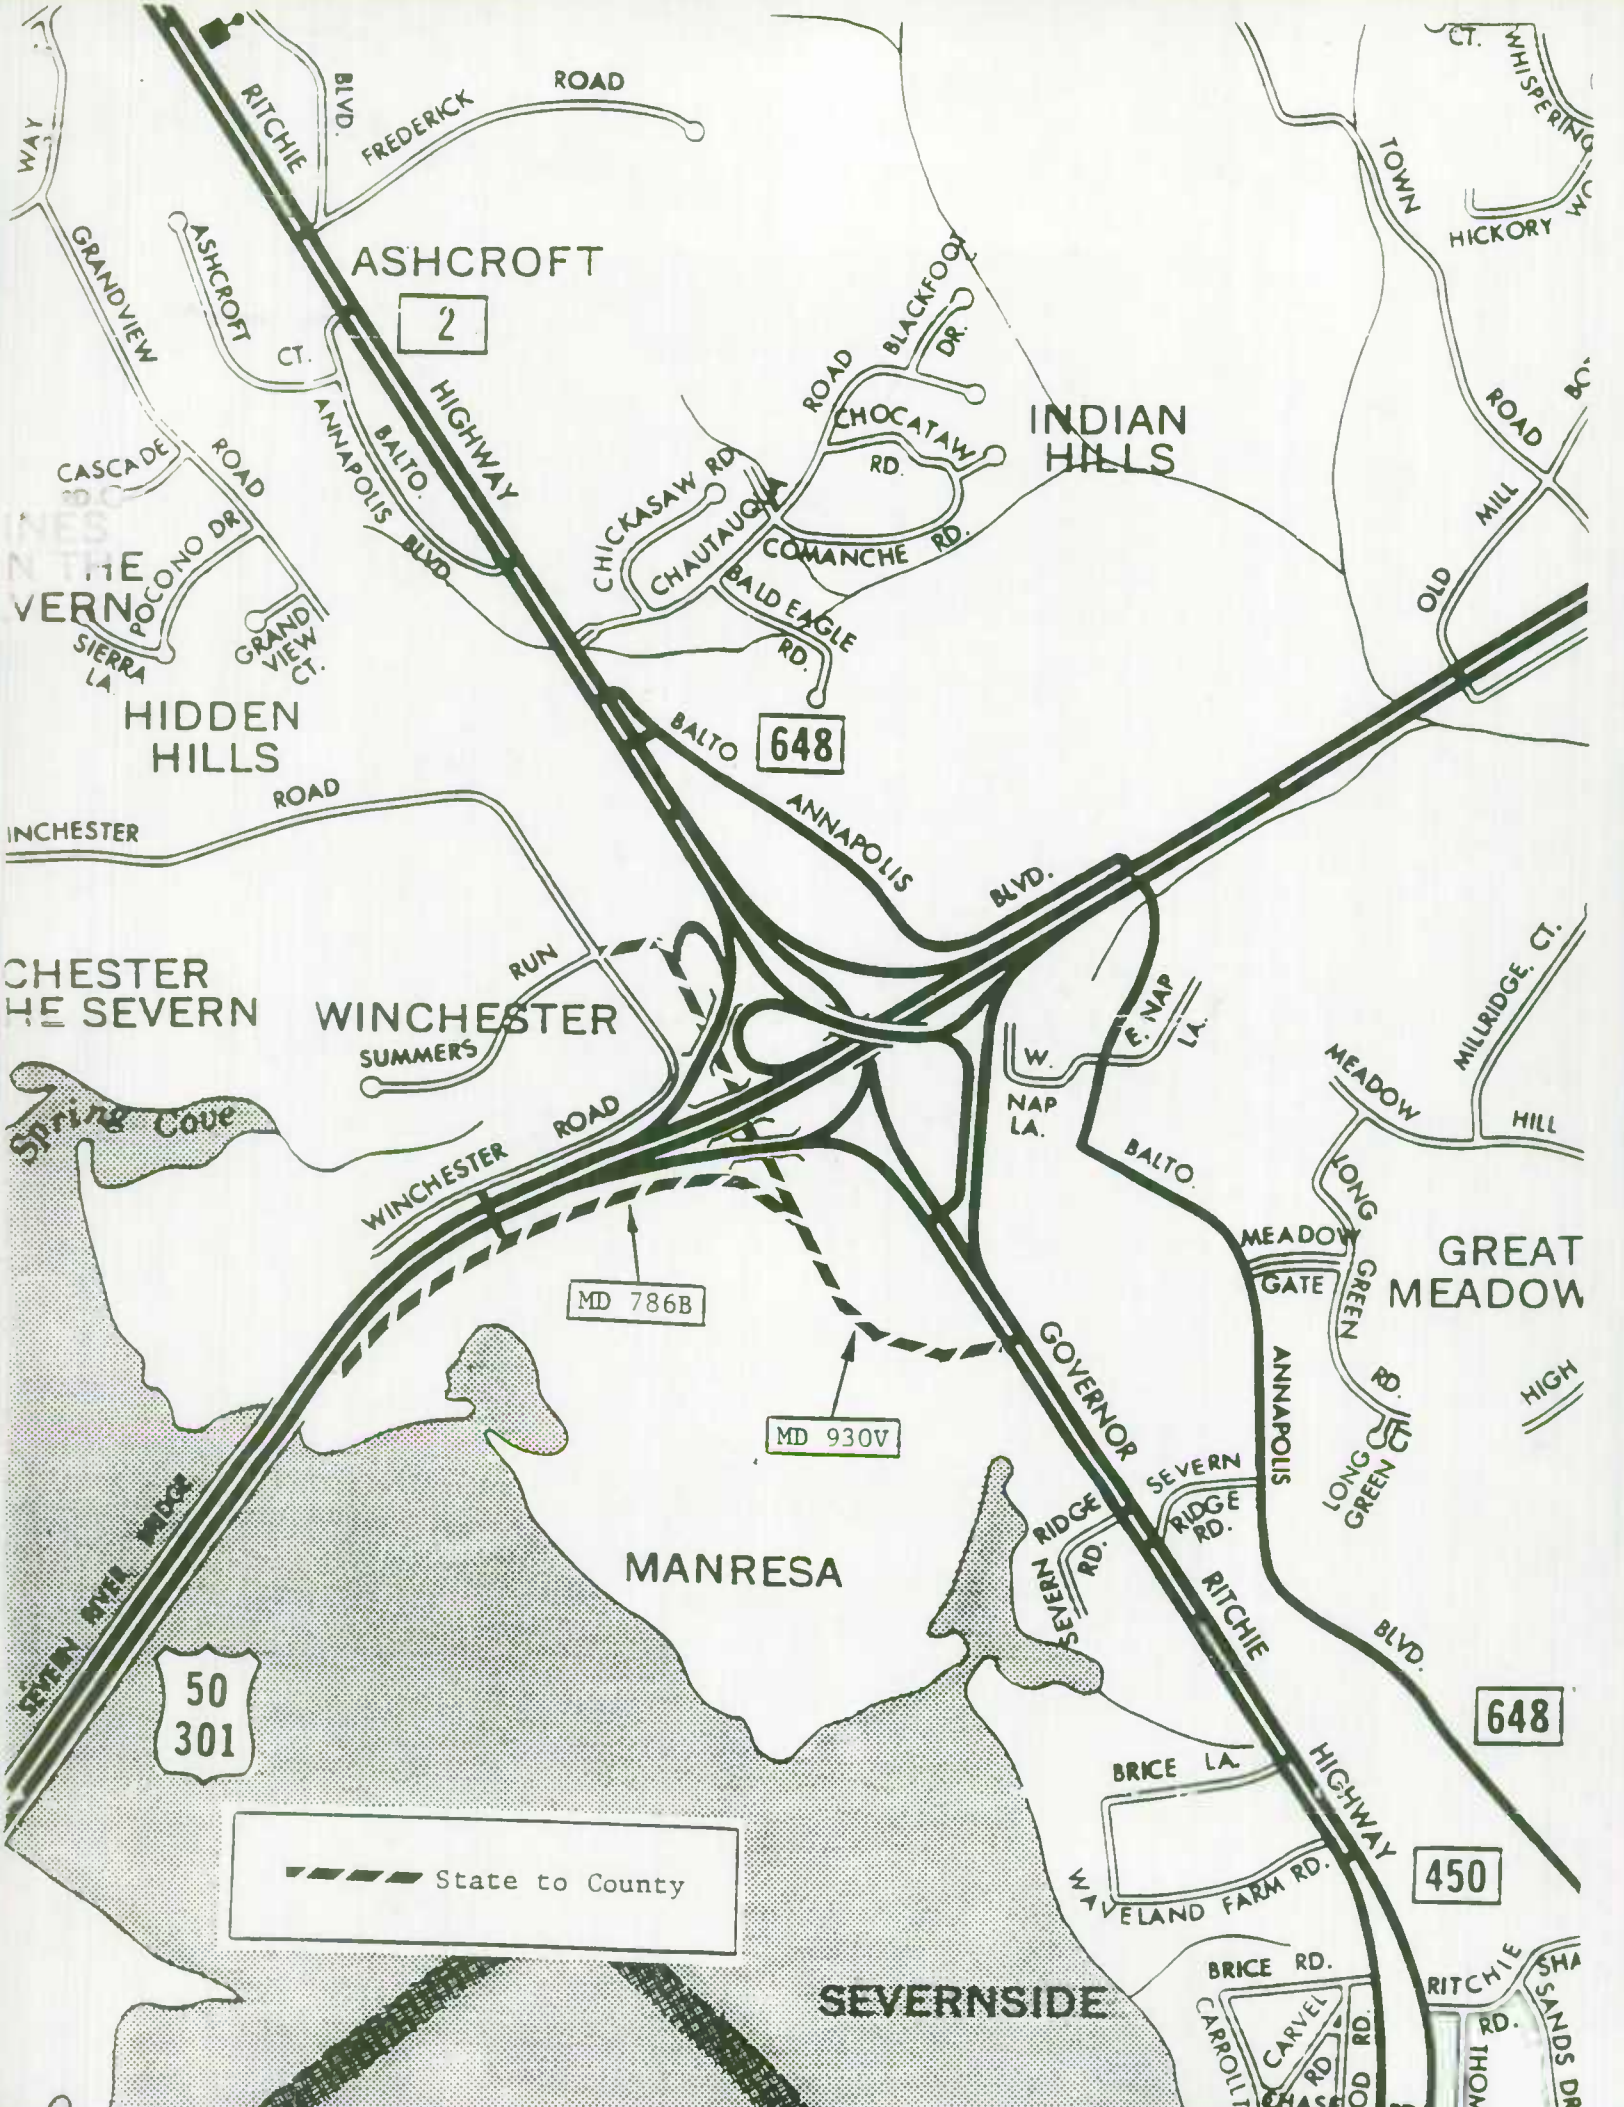 WAY
RITCHIE
BLVD.
FREDERICK
ROAD
CT.
WHISPERING
TOWN
HICKORY
GRANDVIEW
ASHCROFT
CT.
ASHCROFT
2
HIGHWAY
ANNAPOLIS
BALTO.
BLVD.
CASCADE
ROAD
POCONO DR
SIERRA
LA.
GRAND
VIEW
CT.
HIDDEN
HILLS
BLACKFOOT
DR.
ROAD
CHOCATAW
RD.
INDIAN
HILLS
CHICKASAW RD
CHAUTAUQUA
COMANCHE RD.
BALD EAGLE
RD.
ROAD
MILL
OLD
BALTO
648
ANNAPOLIS
BLVD.
ROAD
INCHESTER
CHESTER
HE SEVERN
WINCHESTER
RUN
SUMMERS
Spring Cove
WINCHESTER ROAD
E. NAP
LA.
W.
NAP
LA.
MILLRIDGE CT.
MEADOW
HILL
BALTO.
LONG
GREEN
RD.
MEADOW
GATE
GREAT
MEADOW
MD 786B
MD 930V
GOVERNOR
ANNAPOLIS
HIGH
LONG
GREEN CT
SEVERN
RIDGE
RD.
SEVERN RIDGE
RD.
MANRESA
RITCHIE
BLVD.
SEVERN RIVER BRIDGE
50
301
648
BRICE LA.
HIGHWAY
WAVELAND FARM RD.
450
State to County
SEVERNSIDE
BRICE RD.
RITCHIE
RD.
SANDS DR
CARVEL
RD
RD.